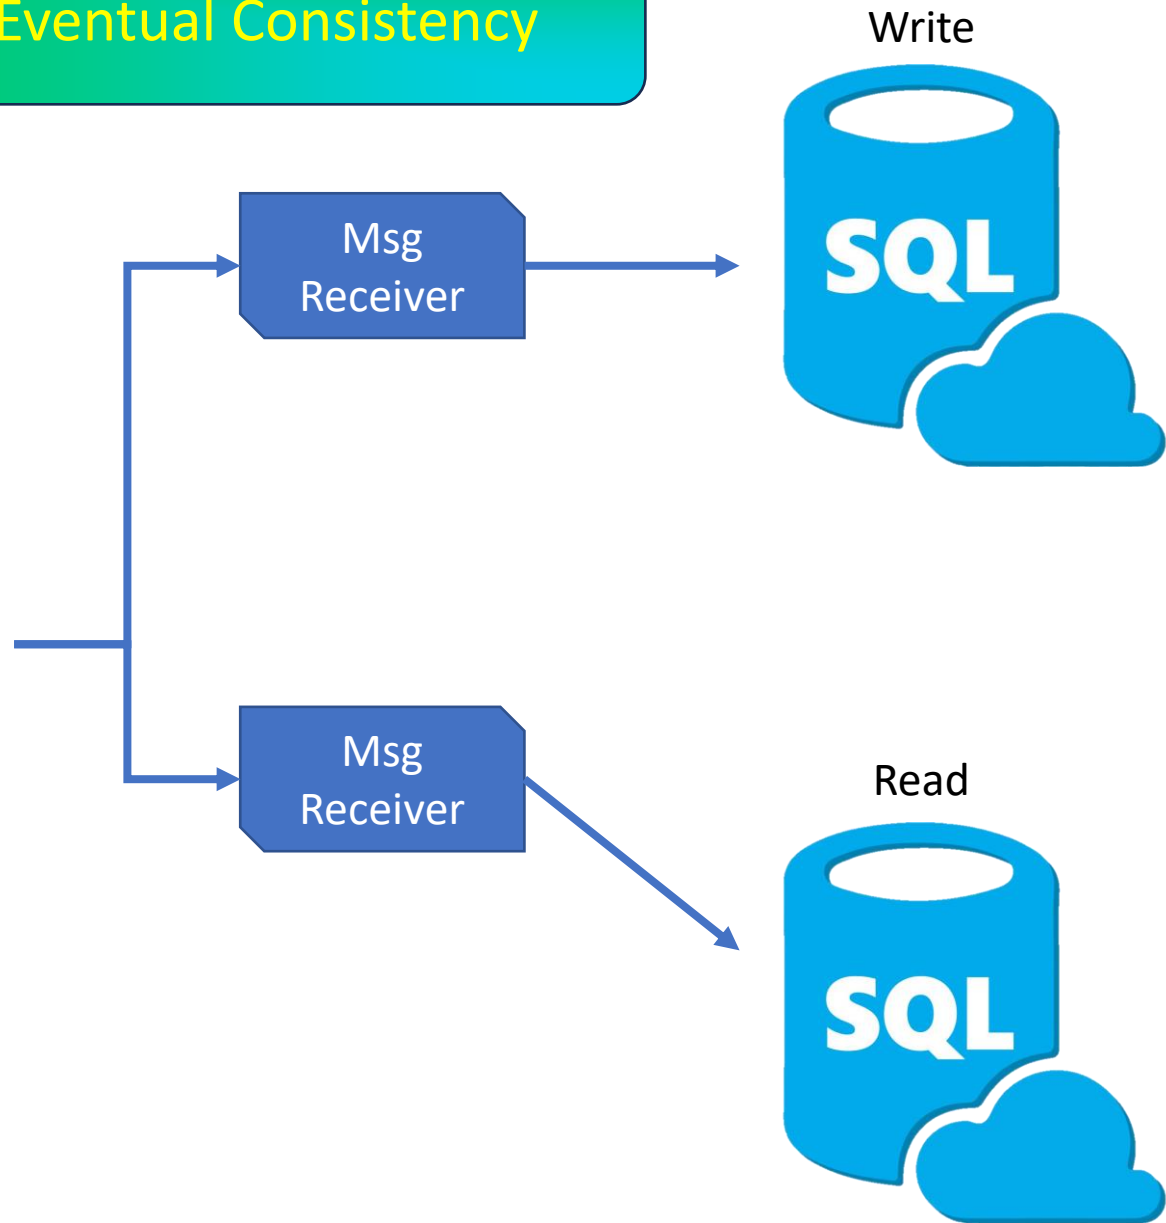 Eventual Consistency
Write
Msg
Receiver
SQL
Msg
Receiver
Read
SQL